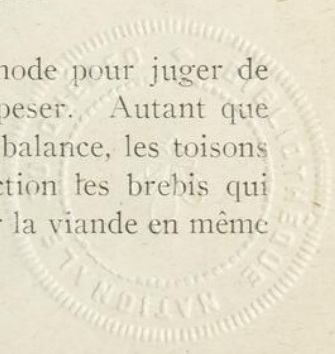 node pour juger de
peser. Autant que
balance, les toisons
ction les brebis qui
r la viande en même